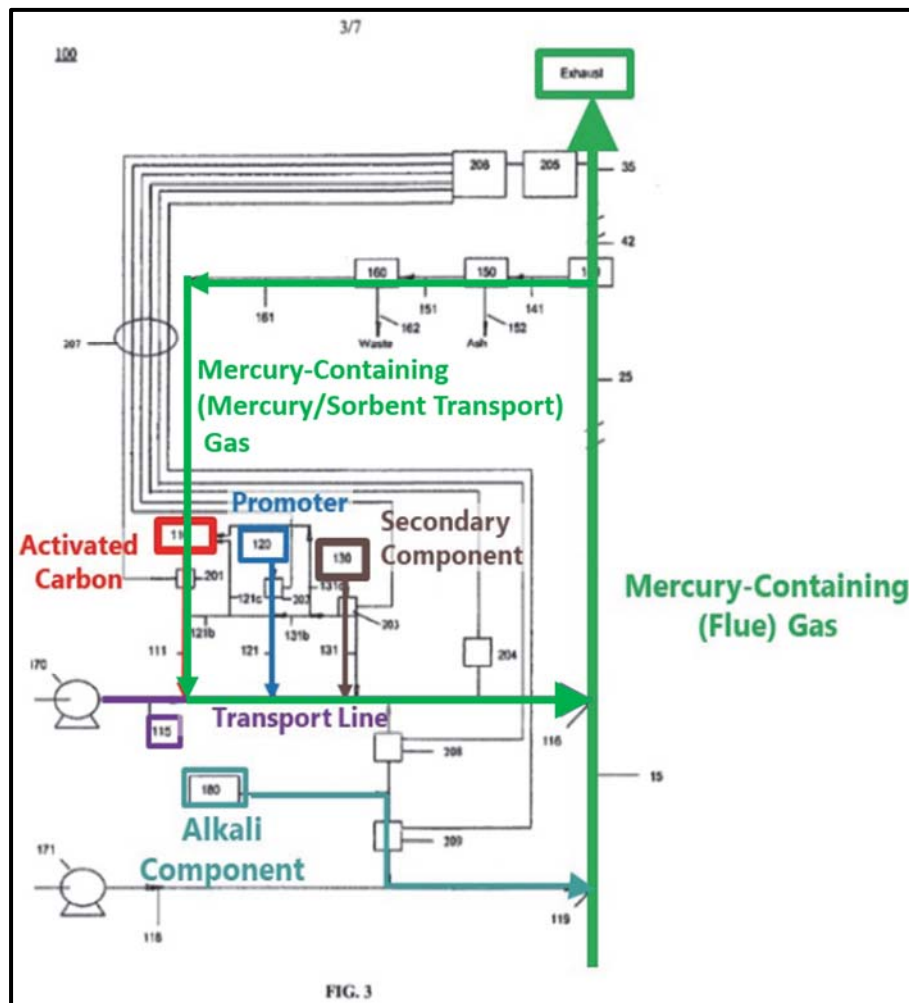 3/7
100
Exhaust
206
205
35
42
160
150
161
151
141
162
152
Waste
Ash
207
25
Mercury-Containing
(Mercury/Sorbent Transport)
Gas
Promoter
Secondary
Component
Activated
Carbon
120
130
201
121c
202
131c
203
121b
131b
111
121
131
204
Mercury-Containing
(Flue) Gas
170
115
Transport Line
116
208
15
180
Alkali
Component
209
171
118
119
FIG. 3